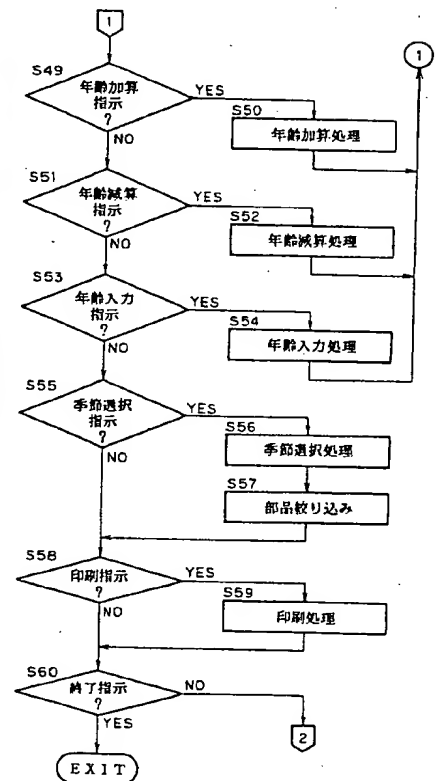 1
1
S49
年齢加算
指示
?
YES
NO
S50
年齢加算処理
S51
年齢減算
指示
?
YES
NO
S52
年齢減算処理
S53
年齢入力
指示
?
YES
NO
S54
年齢入力処理
S55
季節選択
指示
?
YES
NO
S56
季節選択処理
S57
部品絞り込み
S58
印刷指示
?
YES
NO
S59
印刷処理
S60
終了指示
?
NO
YES
2
EXIT